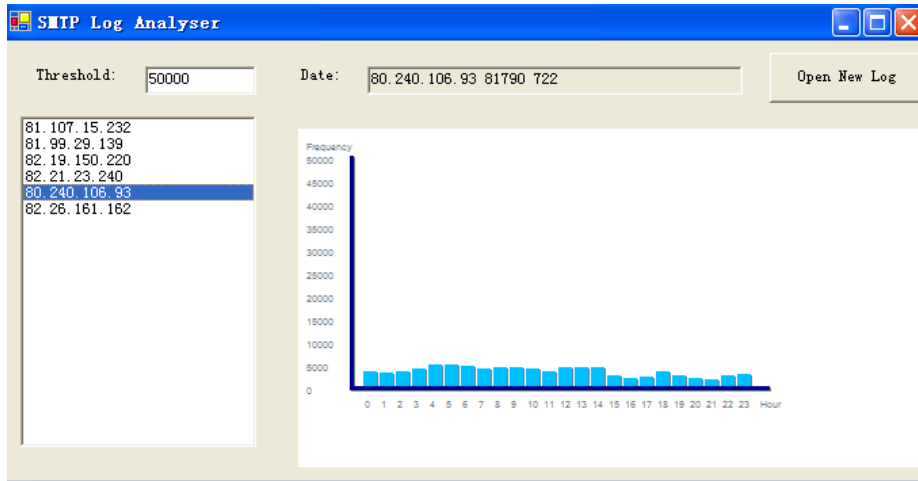 SMTP Log Analyser
Threshold: 50000
Date: 80.240.106.93 81790 722
Open New Log
81.107.15.232
81.99.29.139
82.19.150.220
82.21.23.240
80.240.106.93
82.26.161.162
Frequency
50000
45000
40000
35000
30000
25000
20000
15000
10000
5000
0
0 1 2 3 4 5 6 7 8 9 10 11 12 13 14 15 16 17 18 19 20 21 22 23 Hour